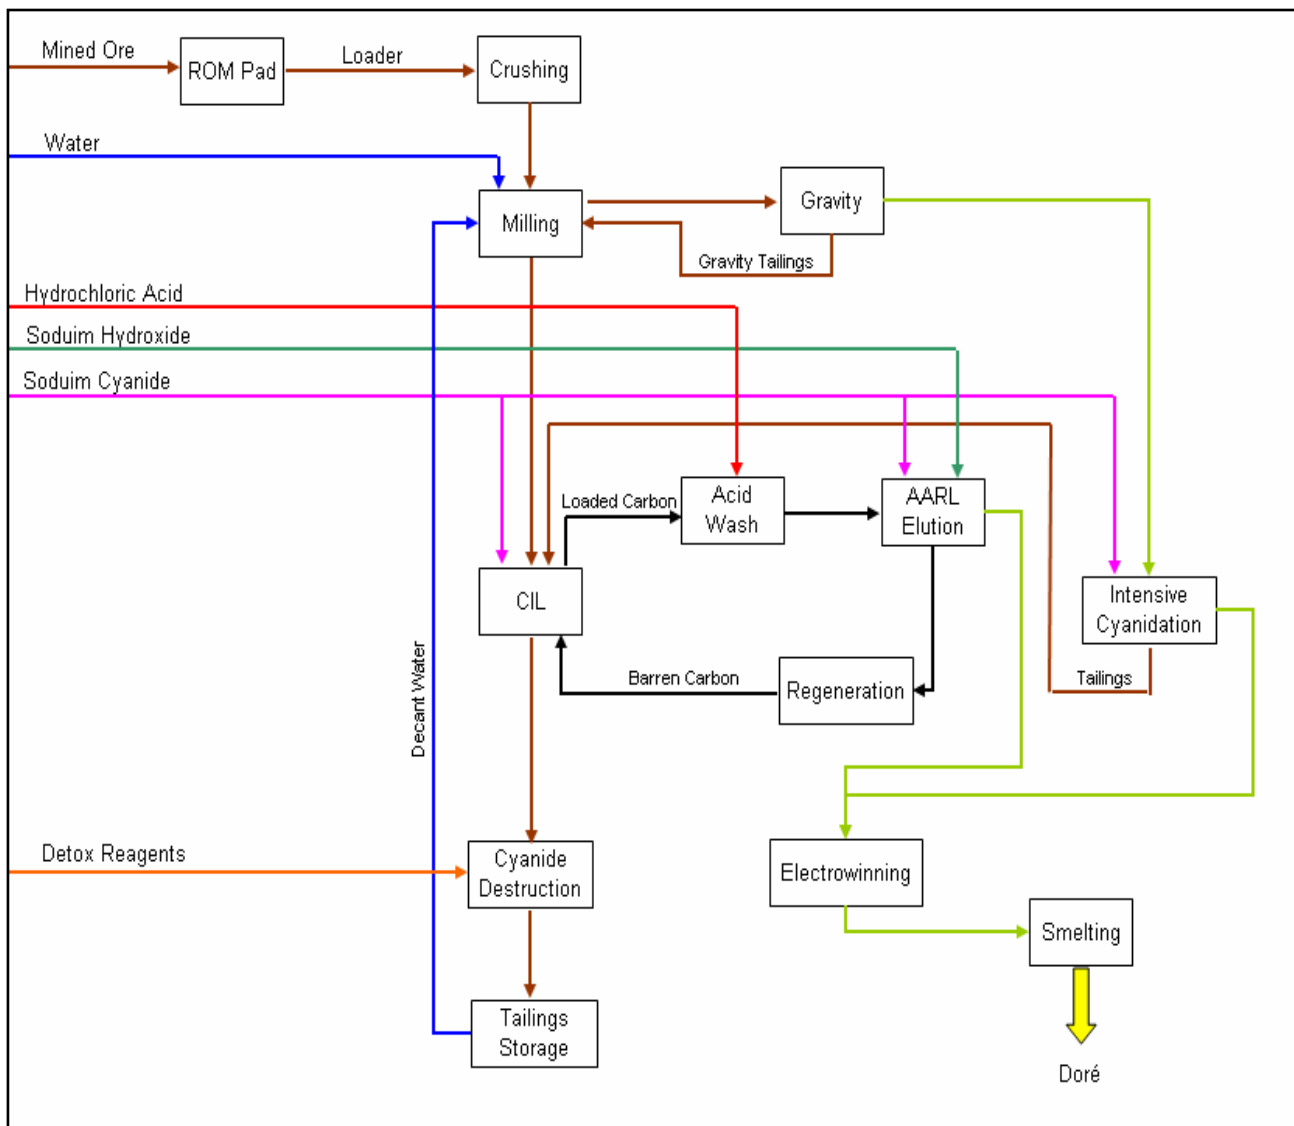 Mined Ore
ROM Pad
Loader
Crushing
Water
Milling
Gravity
Gravity Tailings
Hydrochloric Acid
Soduim Hydroxide
Soduim Cyanide
Loaded Carbon
Acid
Wash
AARL
Elution
CIL
Intensive
Cyanidation
Barren Carbon
Regeneration
Tailings
Decant Water
Detox Reagents
Cyanide
Destruction
Electrowinning
Smelting
Tailings
Storage
Doré